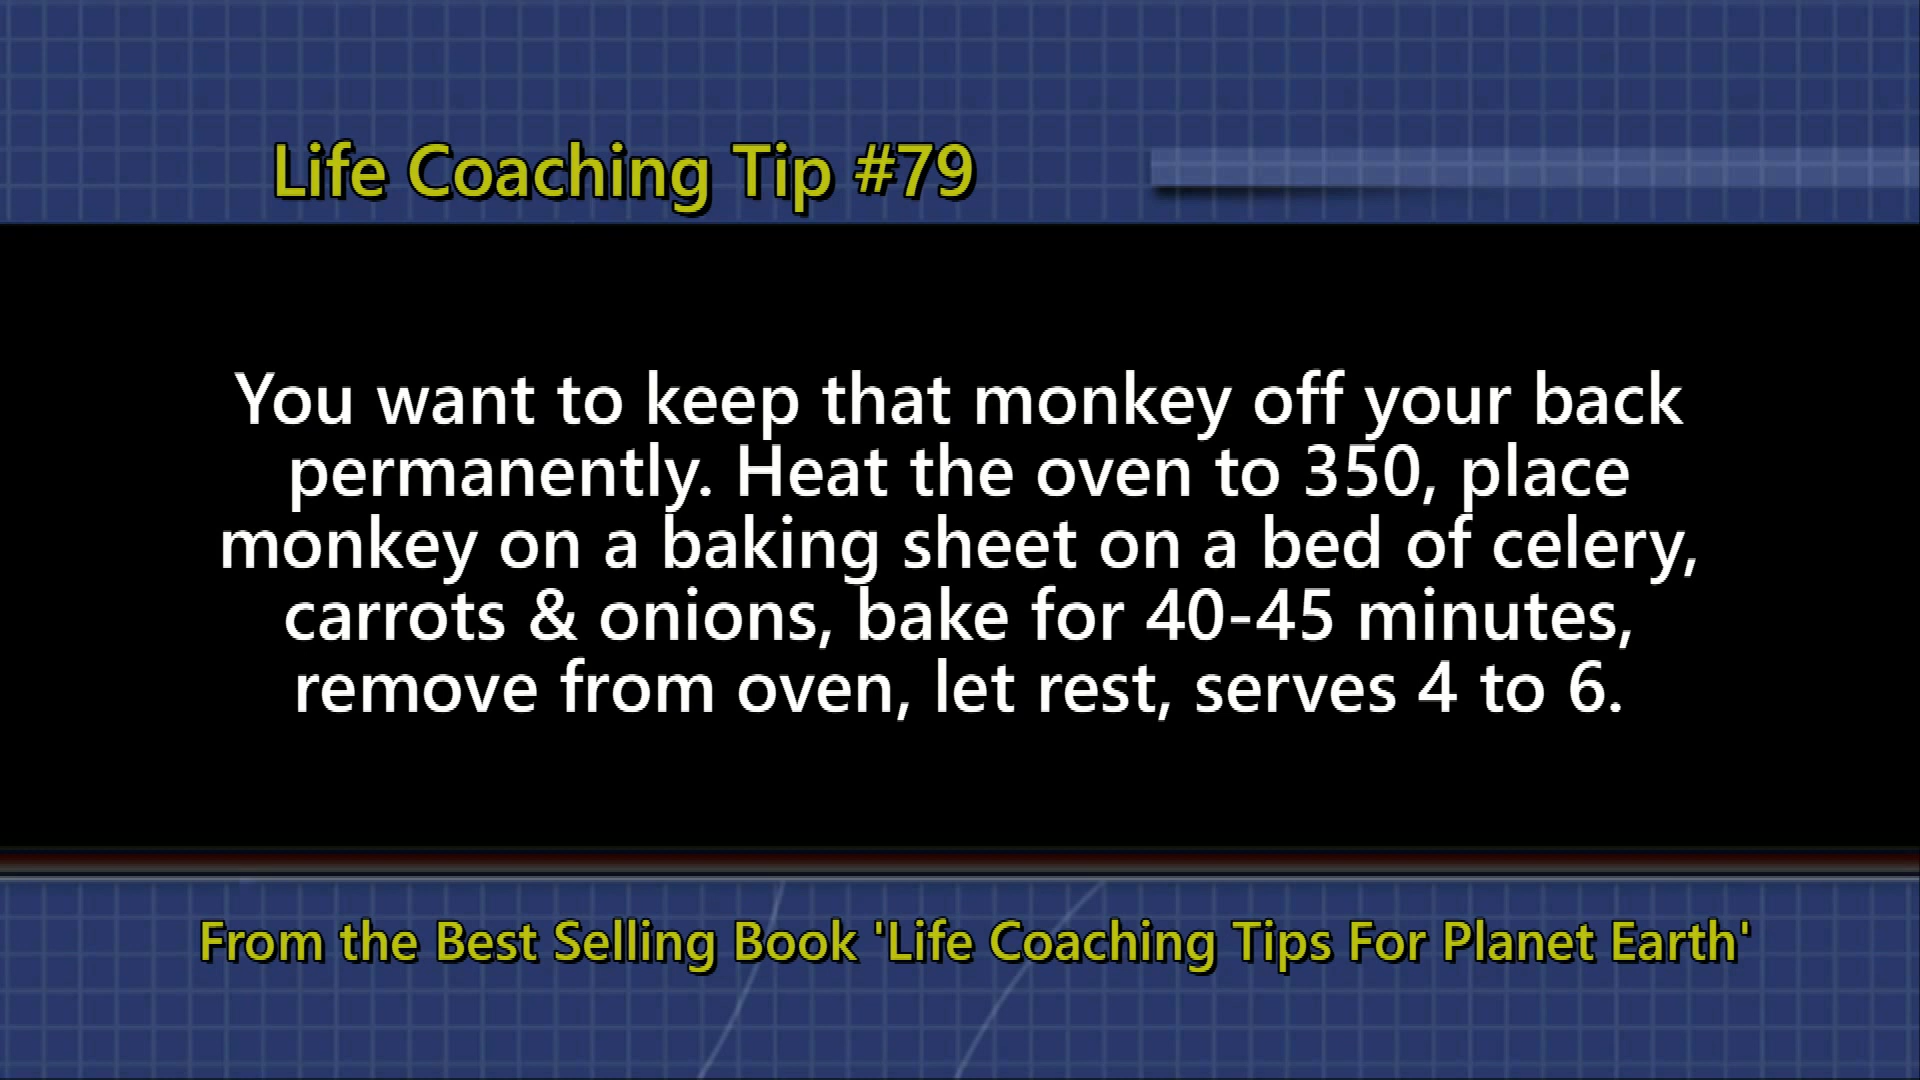 Life Coaching Tip #79
You want to keep that monkey off your back
permanently. Heat the oven to 350, place
monkey on a baking sheet on a bed of celery,
carrots & onions, bake for 40-45 minutes,
remove from oven, let rest, serves 4 to 6.
From the Best Selling Book 'Life Coaching Tips For Planet Earth'